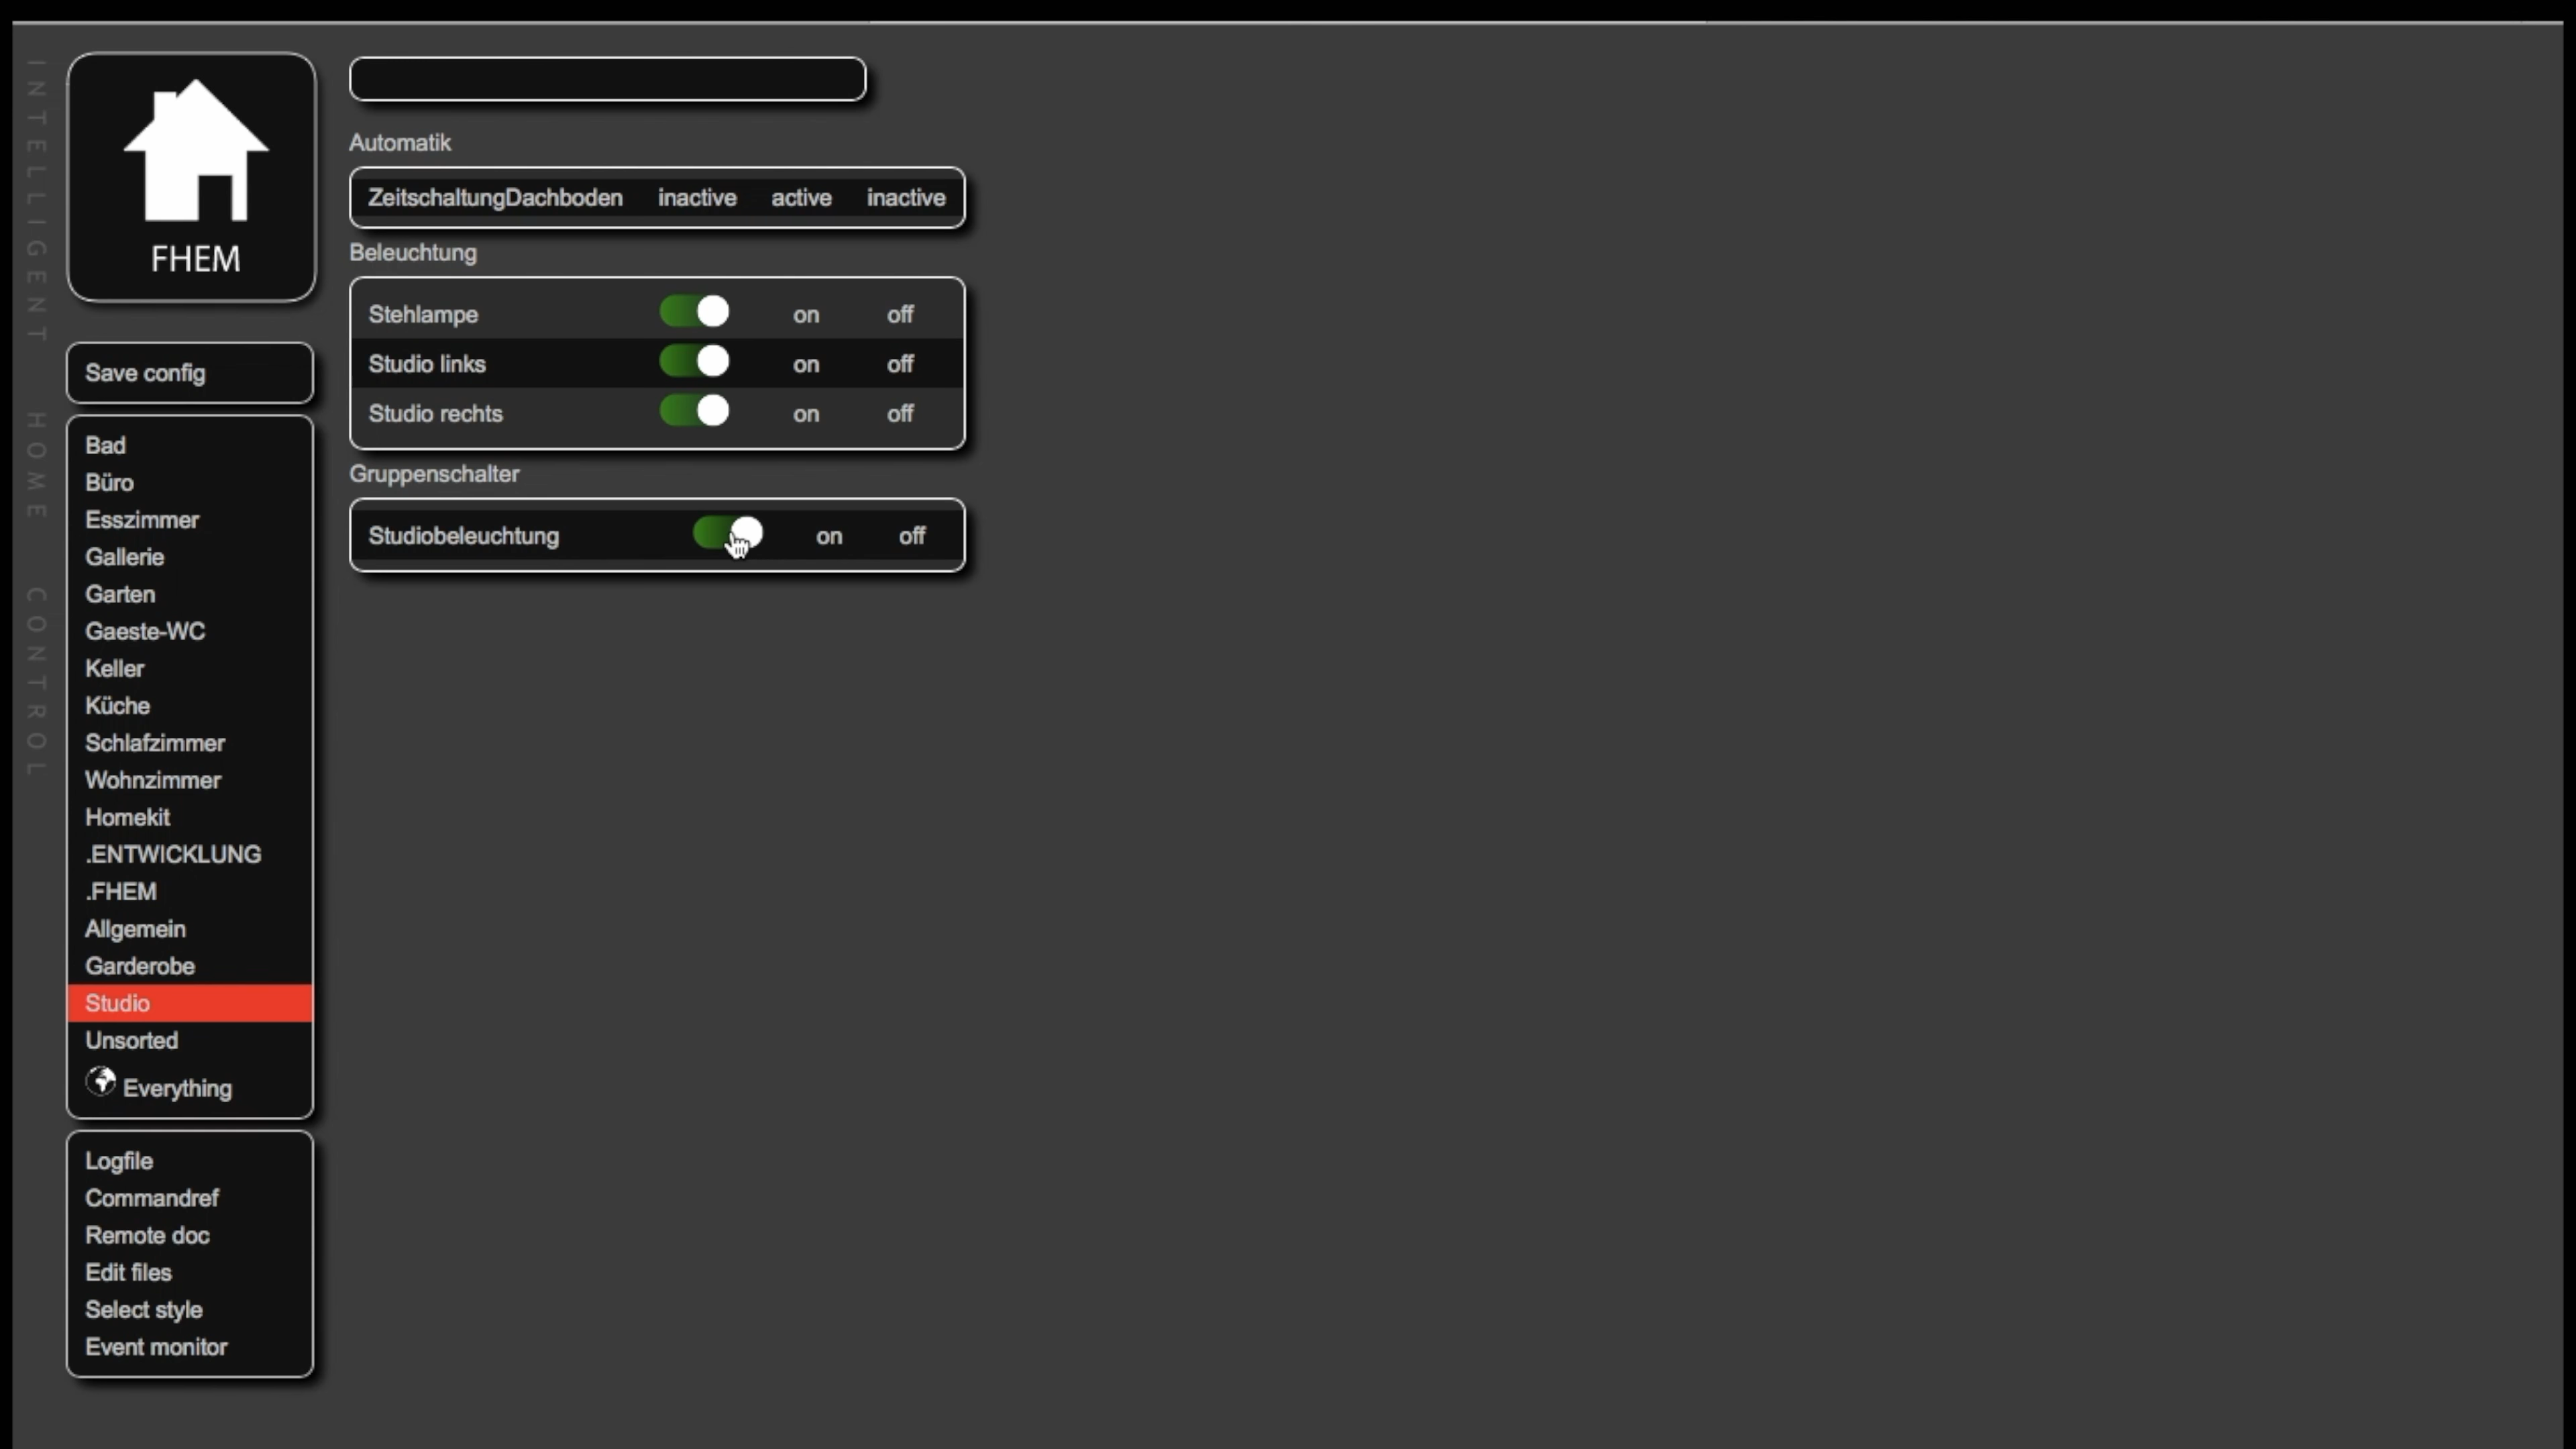 INTELLIGENT HOME CONTROL
FHEM
Save config
Bad
Büro
Esszimmer
Gallerie
Garten
Gaeste-WC
Keller
Küche
Schlafzimmer
Wohnzimmer
Homekit
.ENTWICKLUNG
.FHEM
Allgemein
Garderobe
Studio
Unsorted
Everything
Logfile
Commandref
Remote doc
Edit files
Select style
Event monitor
Automatik
ZeitschaltungDachboden inactive active inactive
Beleuchtung
Stehlampe on off
Studio links on off
Studio rechts on off
Gruppenschalter
Studiobeleuchtung on off